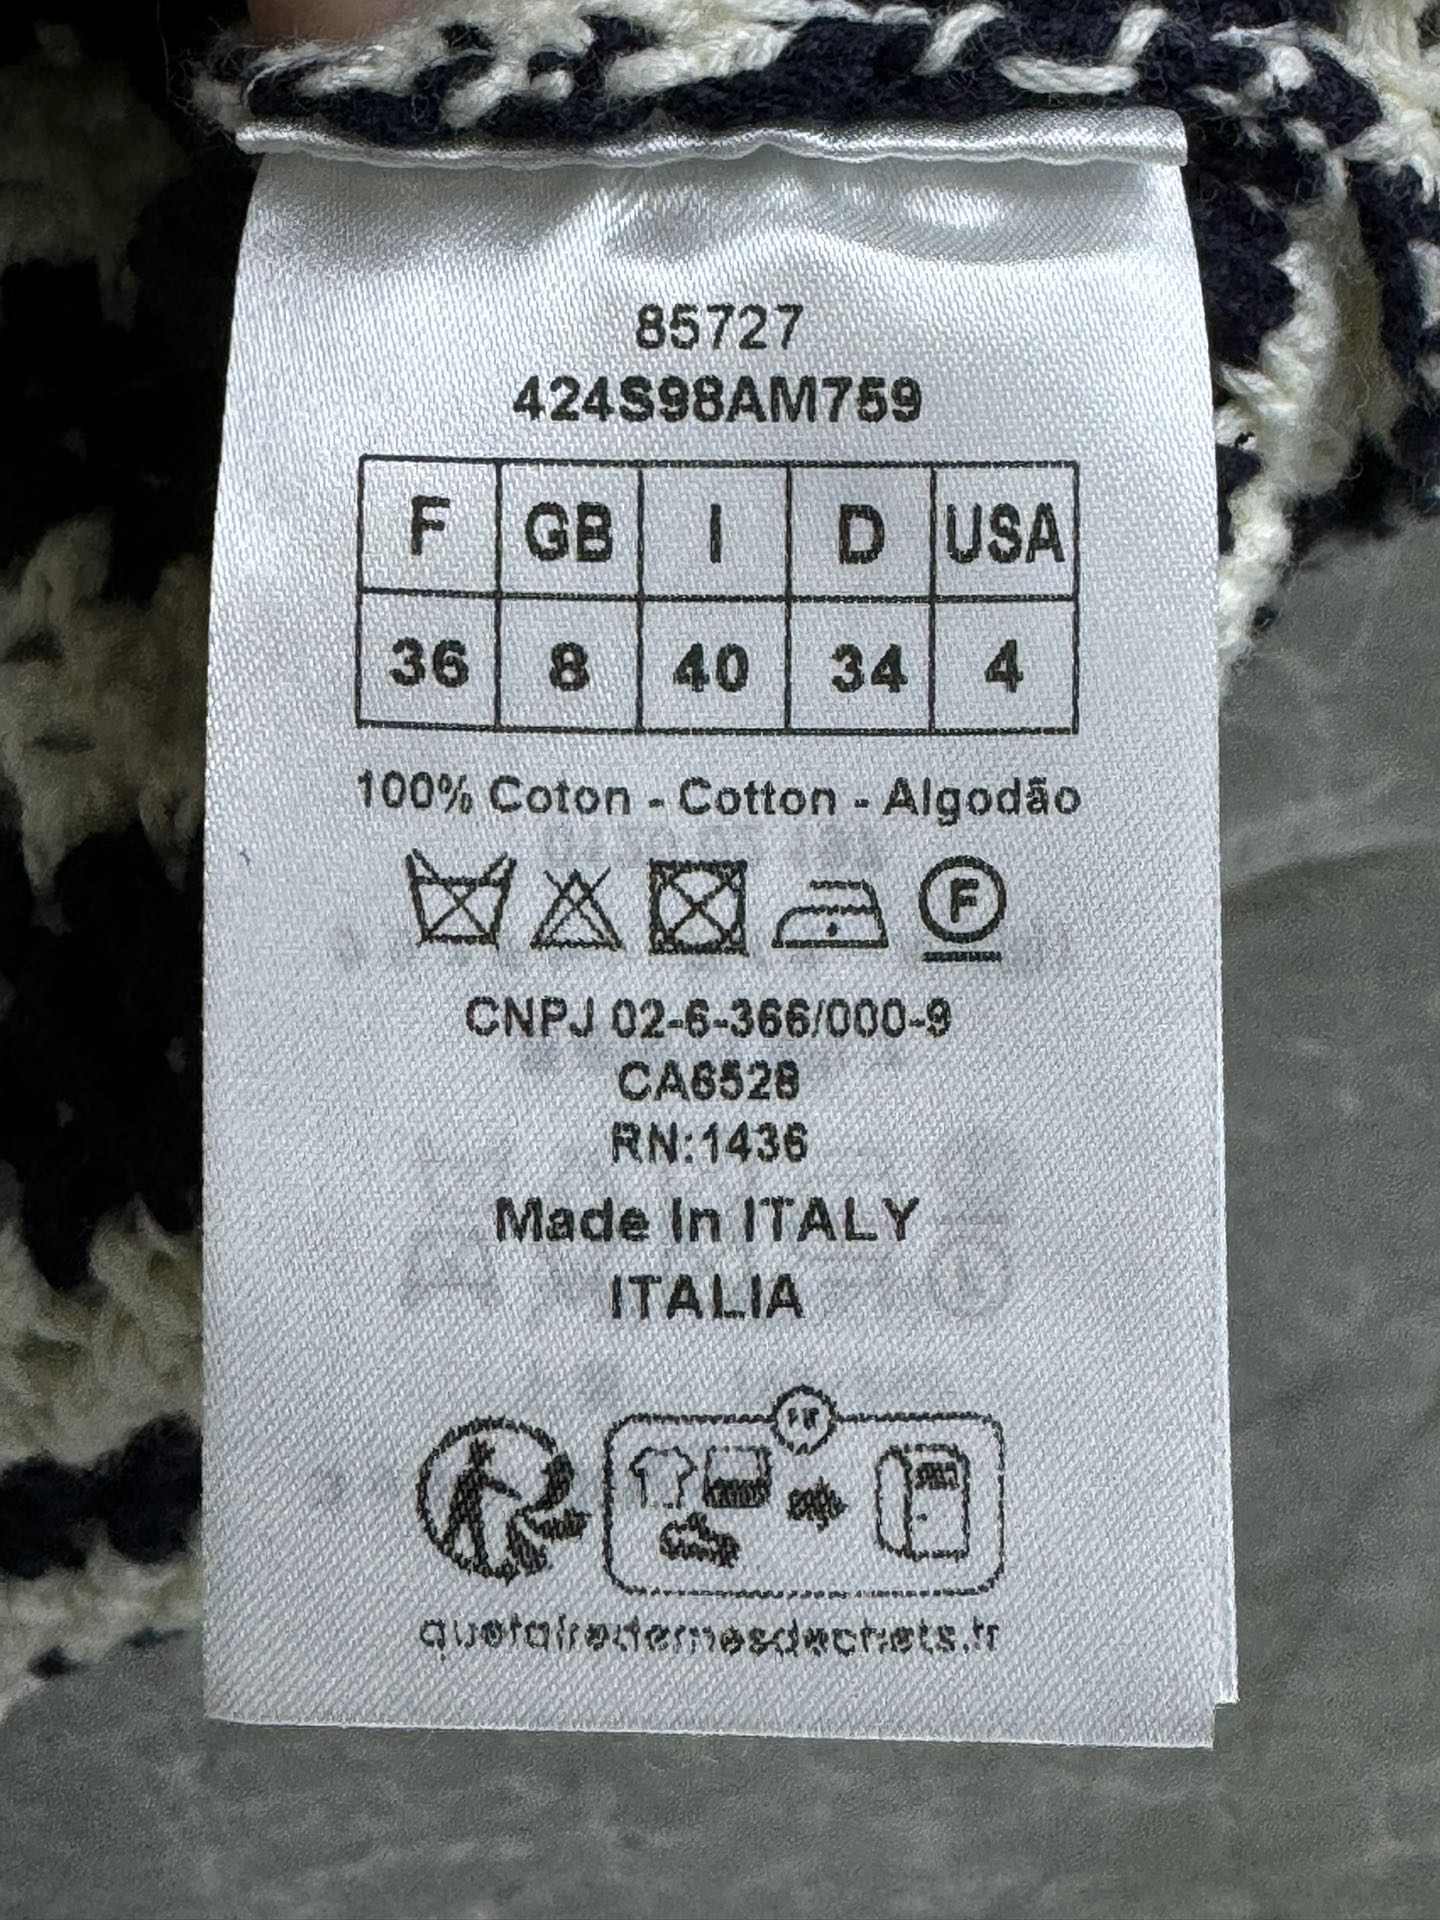 85727
424S98AM759
F GB I D USA
36 8 40 34 4
100% Coton - Cotton - Algodão
F
CNPJ 02-6-366/000-9
CA6528
RN:1436
Made In ITALY
ITALIA
FR
quefairedemesdechets.fr